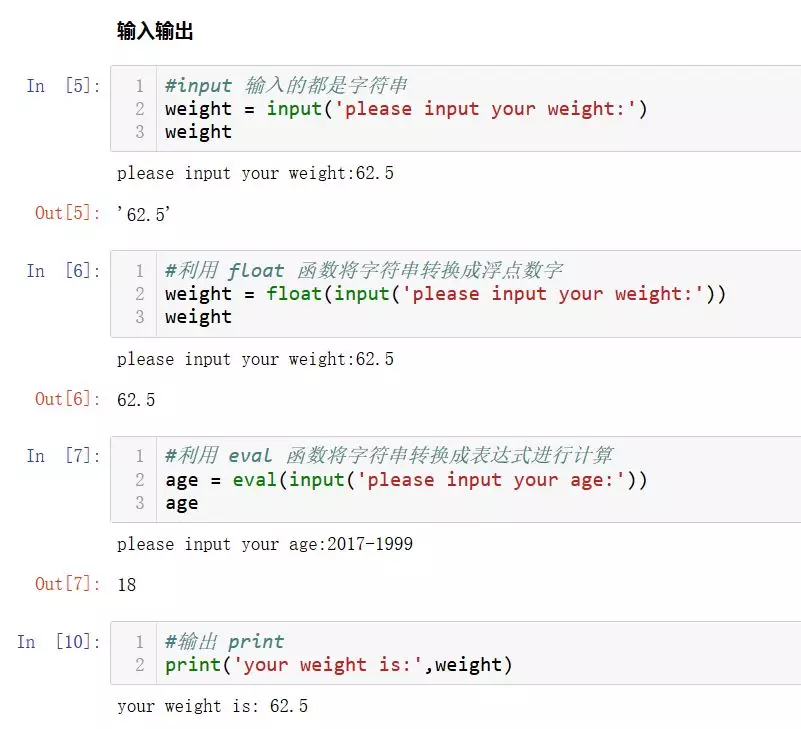 输入输出
In [5]:
1 #input 输入的都是字符串
2 weight = input('please input your weight:')
3 weight
please input your weight:62.5
Out[5]: '62.5'
In [6]:
1 #利用 float 函数将字符串转换成浮点数字
2 weight = float(input('please input your weight:'))
3 weight
please input your weight:62.5
Out[6]: 62.5
In [7]:
1 #利用 eval 函数将字符串转换成表达式进行计算
2 age = eval(input('please input your age:'))
3 age
please input your age:2017-1999
Out[7]: 18
In [10]:
1 #输出 print
2 print('your weight is:',weight)
your weight is: 62.5